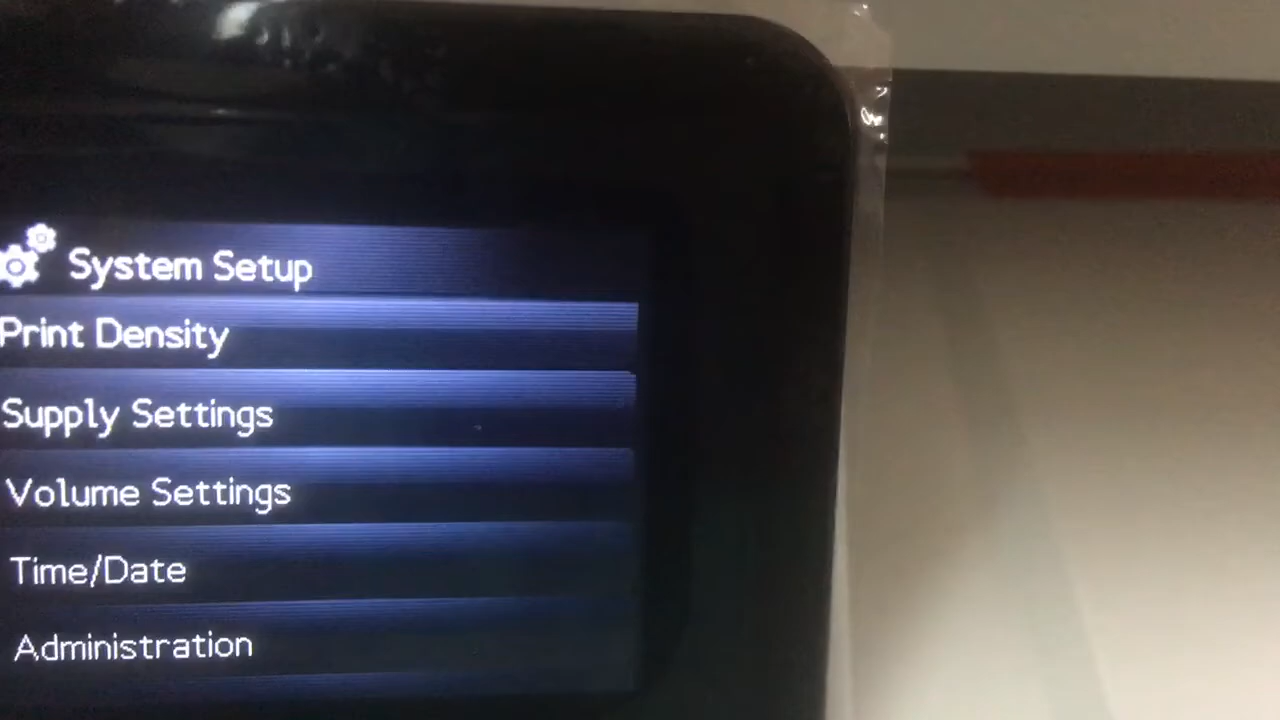 System Setup
Print Density
Supply Settings
Volume Settings
Time/Date
Administration